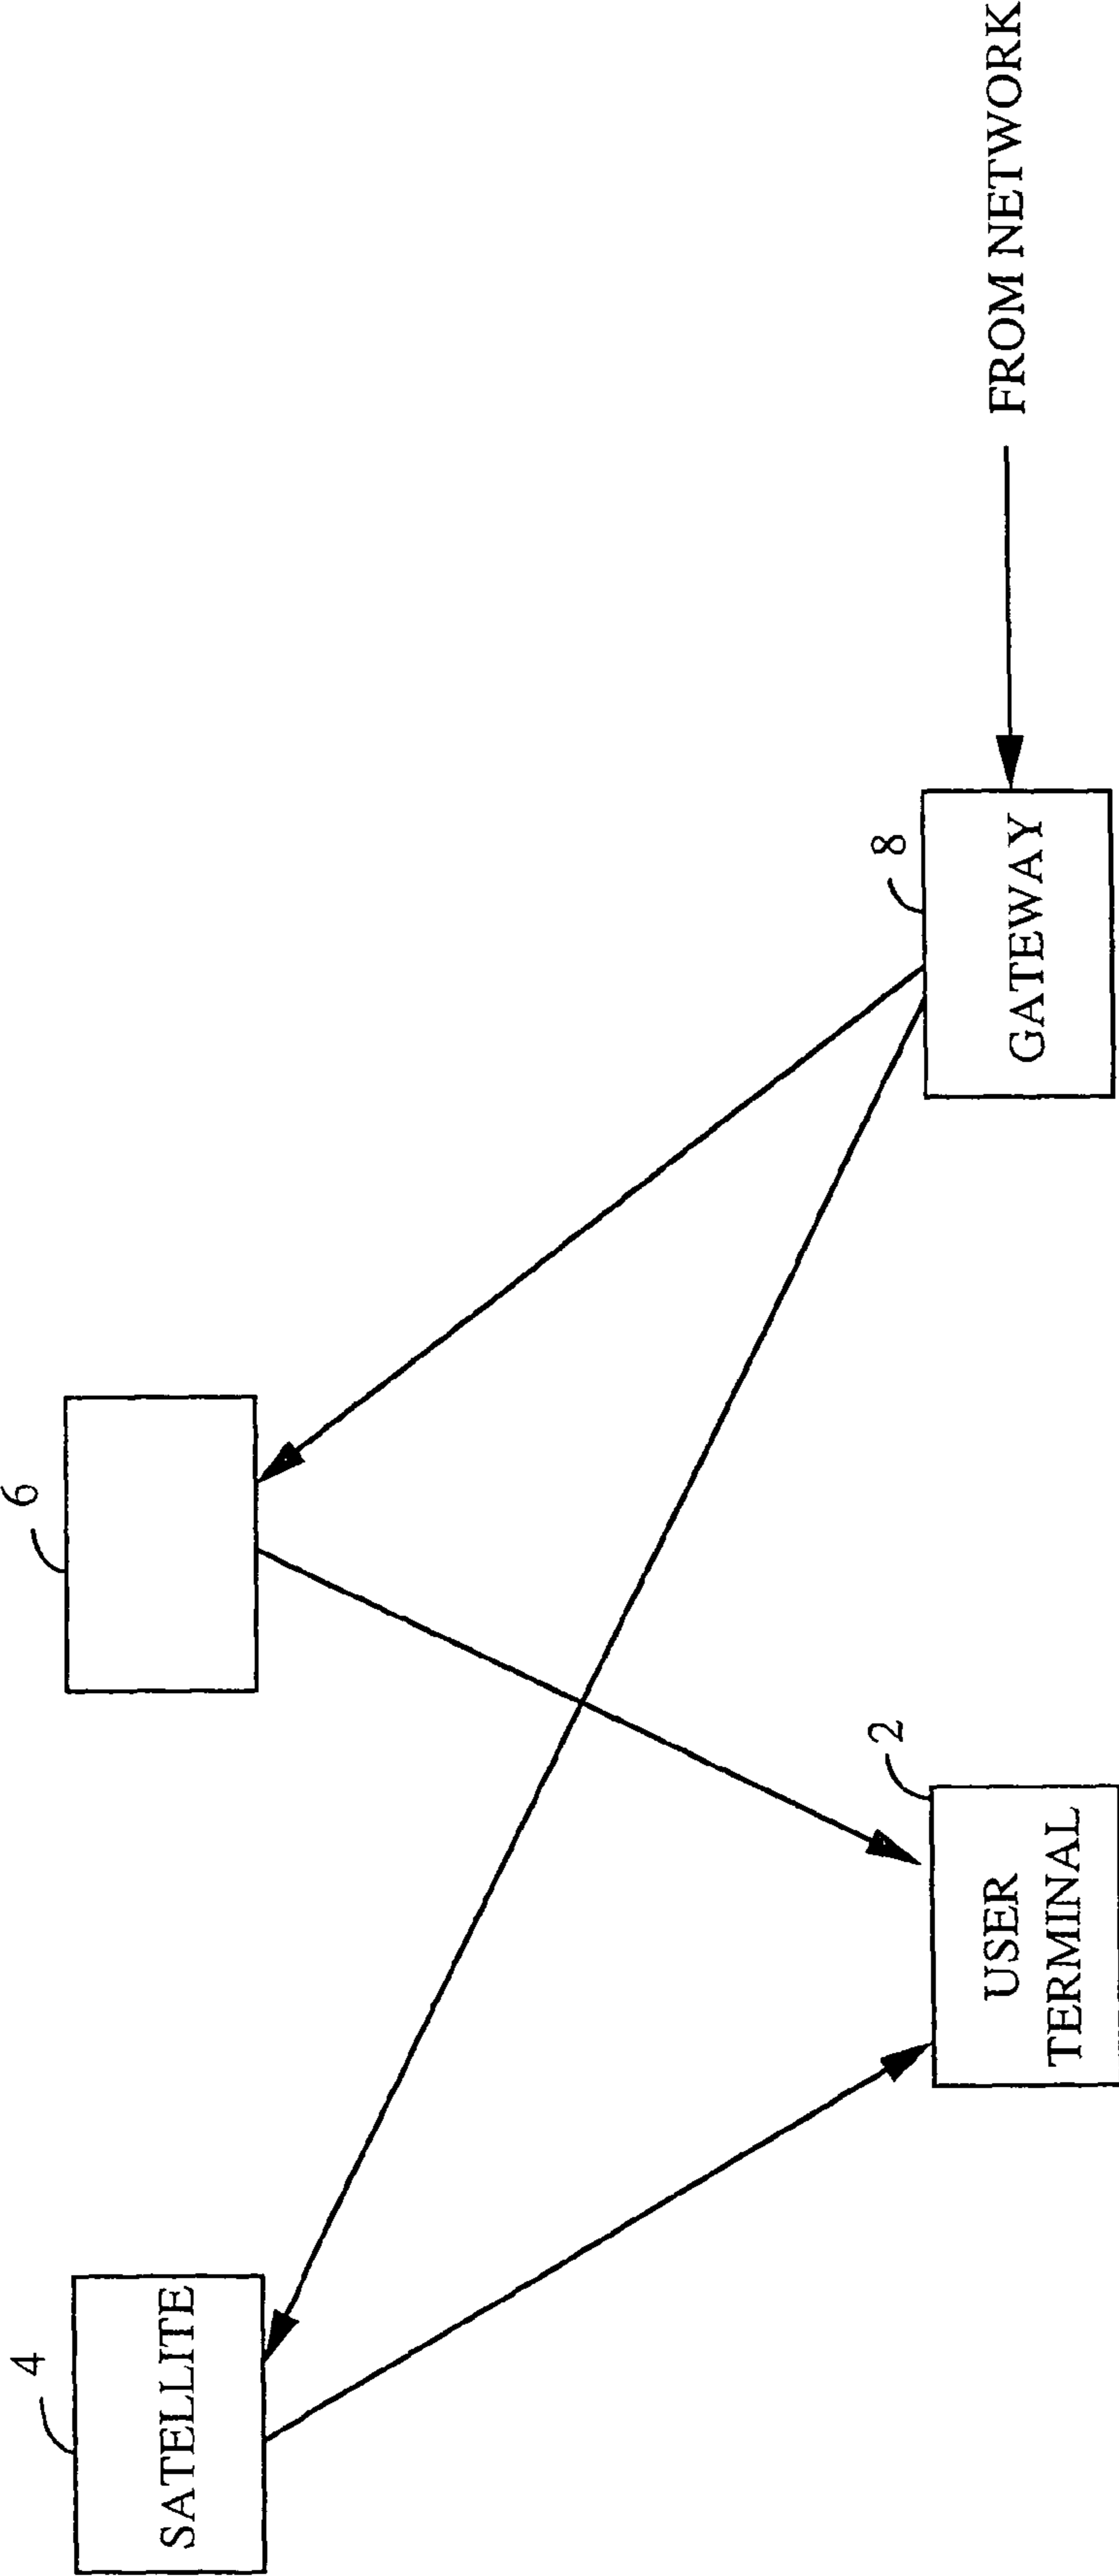 4
6
SATELLITE
2
8
USER
TERMINAL
GATEWAY
FROM NETWORK